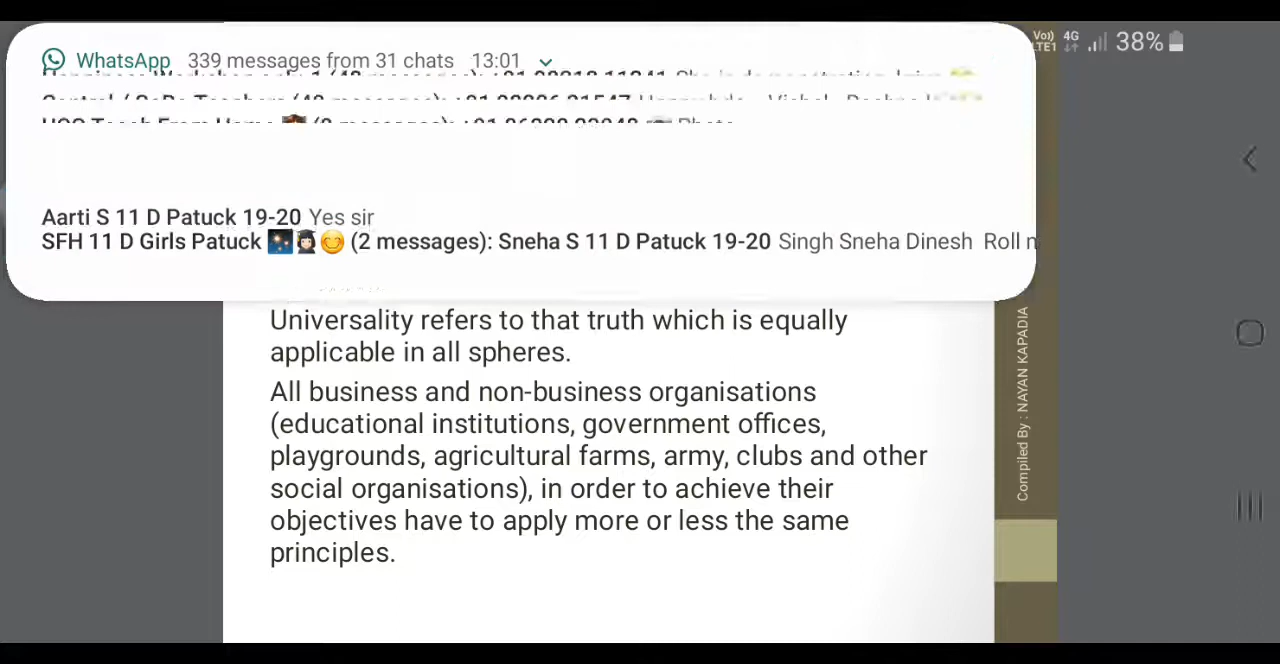 WhatsApp 339 messages from 31 chats 13:01
Vo)) 4G 38%
LTE1
Aarti S 11 D Patuck 19-20 Yes sir
SFH 11 D Girls Patuck 🎆👩🏻‍🎓😊 (2 messages): Sneha S 11 D Patuck 19-20 Singh Sneha Dinesh Roll
Universality refers to that truth which is equally
applicable in all spheres.
All business and non-business organisations
(educational institutions, government offices,
playgrounds, agricultural farms, army, clubs and other
social organisations), in order to achieve their
objectives have to apply more or less the same
principles.
Compiled By : NAYAN KAPADIA